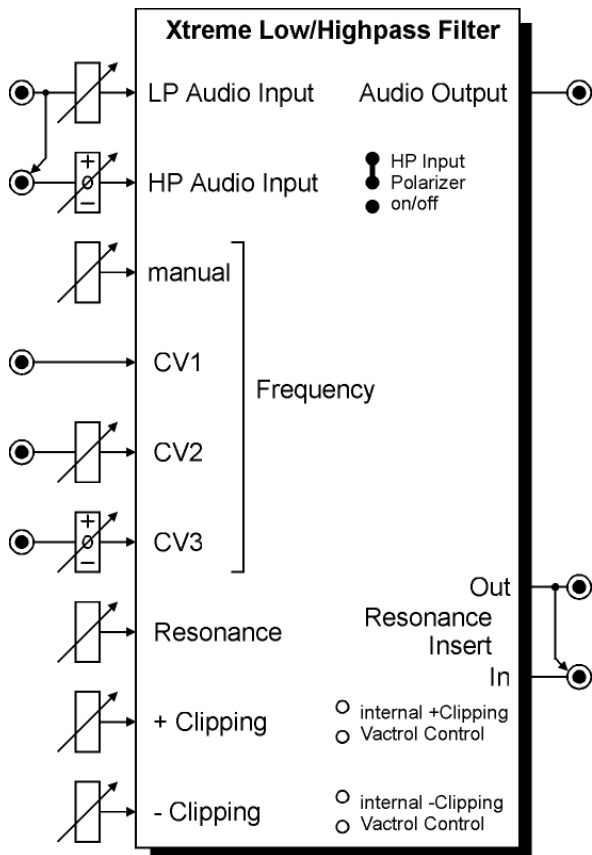 Xtreme Low/Highpass Filter
LP Audio Input
Audio Output
+
o
−
HP Audio Input
HP Input
Polarizer
on/off
manual
CV1
Frequency
CV2
+
o
−
CV3
Out
Resonance
Insert
In
Resonance
+ Clipping
internal +Clipping
Vactrol Control
- Clipping
internal -Clipping
Vactrol Control